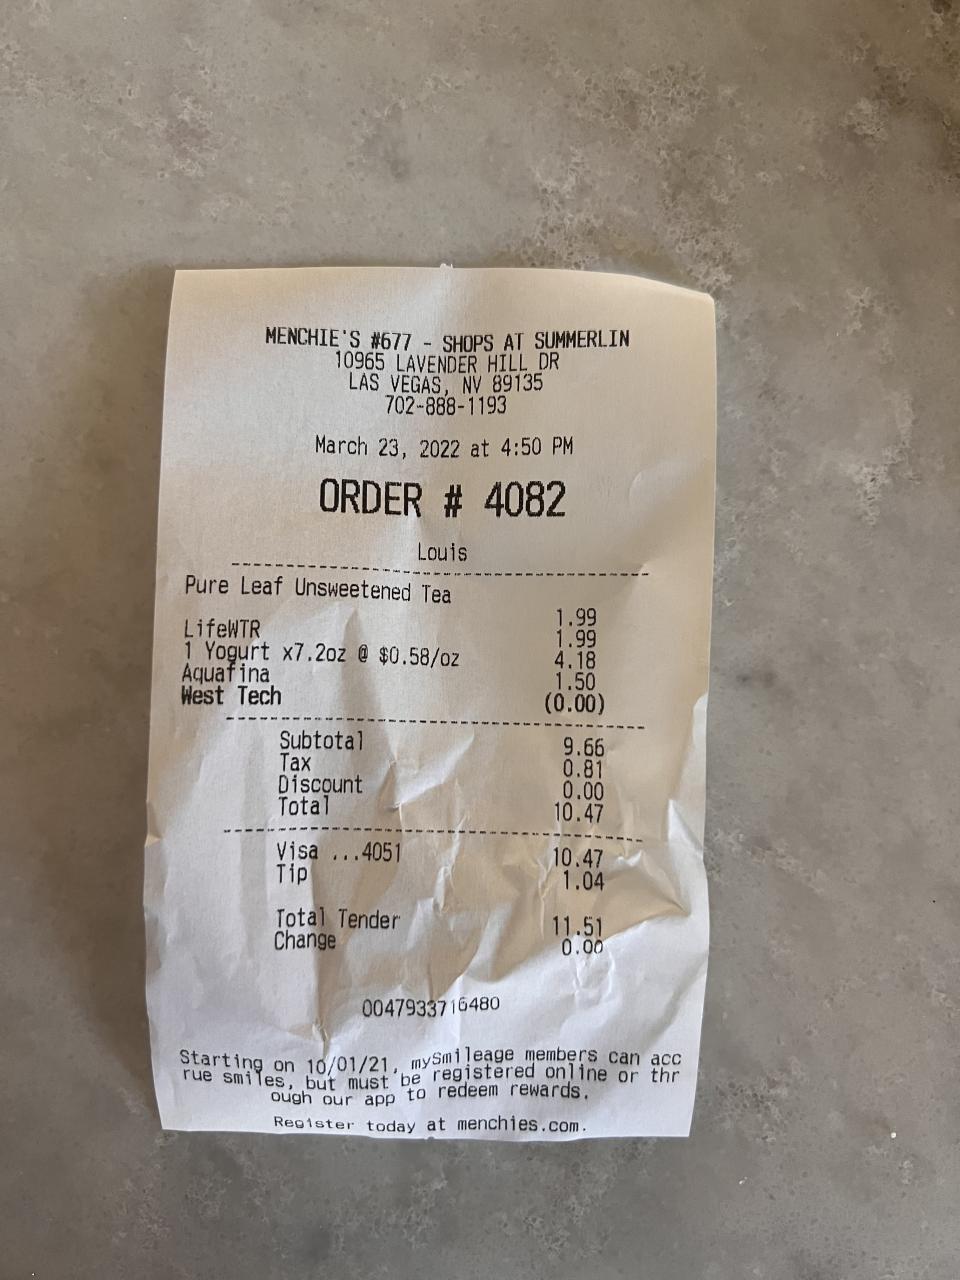 MENCHIE'S #677 - SHOPS AT SUMMERLIN
10965 LAVENDER HILL DR
LAS VEGAS, NV 89135
702-888-1193
March 23, 2022 at 4:50 PM
ORDER # 4082
Louis
Pure Leaf Unsweetened Tea
1.99
LifeWTR 1.99
1 Yogurt x7.2oz @ $0.58/oz 4.18
Aquafina 1.50
West Tech (0.00)
Subtotal 9.66
Tax 0.81
Discount 0.00
Total 10.47
Visa ...4051 10.47
Tip 1.04
Total Tender 11.51
Change 0.00
0047933716480
Starting on 10/01/21, mySmileage members can acc
rue smiles, but must be registered online or thr
ough our app to redeem rewards.
Register today at menchies.com.